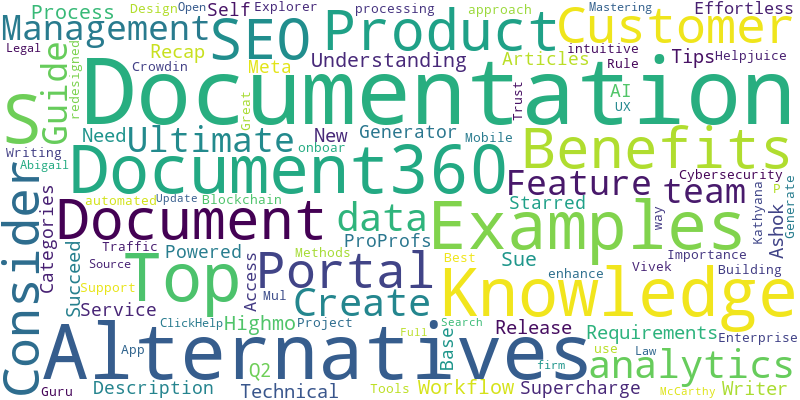 Process
Design
Open
Self
Explorer
processing
approach
Mastering
Effortless
Management
SEO
Product
Customer
Legal
Recap
Meta
Understanding
Articles
intuitive
Tips
Helpjuice
Crowdin
Rule
S
Guide
redesigned
Documentation
Great
Trust
AI
UX
Need
Ultimate
New
Generator
Mobile
onboar
Benefits
Writing
Abigail
Document360
Feature
team
Cybersecurity
P
Consider
Categories
automated
Update
Blockchain
Starred
way
Kathyana
Ashok
Generate
Document
data
Examples
Traffic
Powered
ProProfs
Importance
Succeed
Source
Methods
Access
Best
Sue
enhance
Vivek
Building
Support
Top
Portal
Knowledge
Service
Mul
Create
ClickHelp
Highmo
Project
Base
Full
Search
Release
Requirements
Enterprise
App
Alternatives
use
Law
Q2
firm
analytics
Guru
Description
Technical
Tools
Workflow
Supercharge
McCarthy
Writer